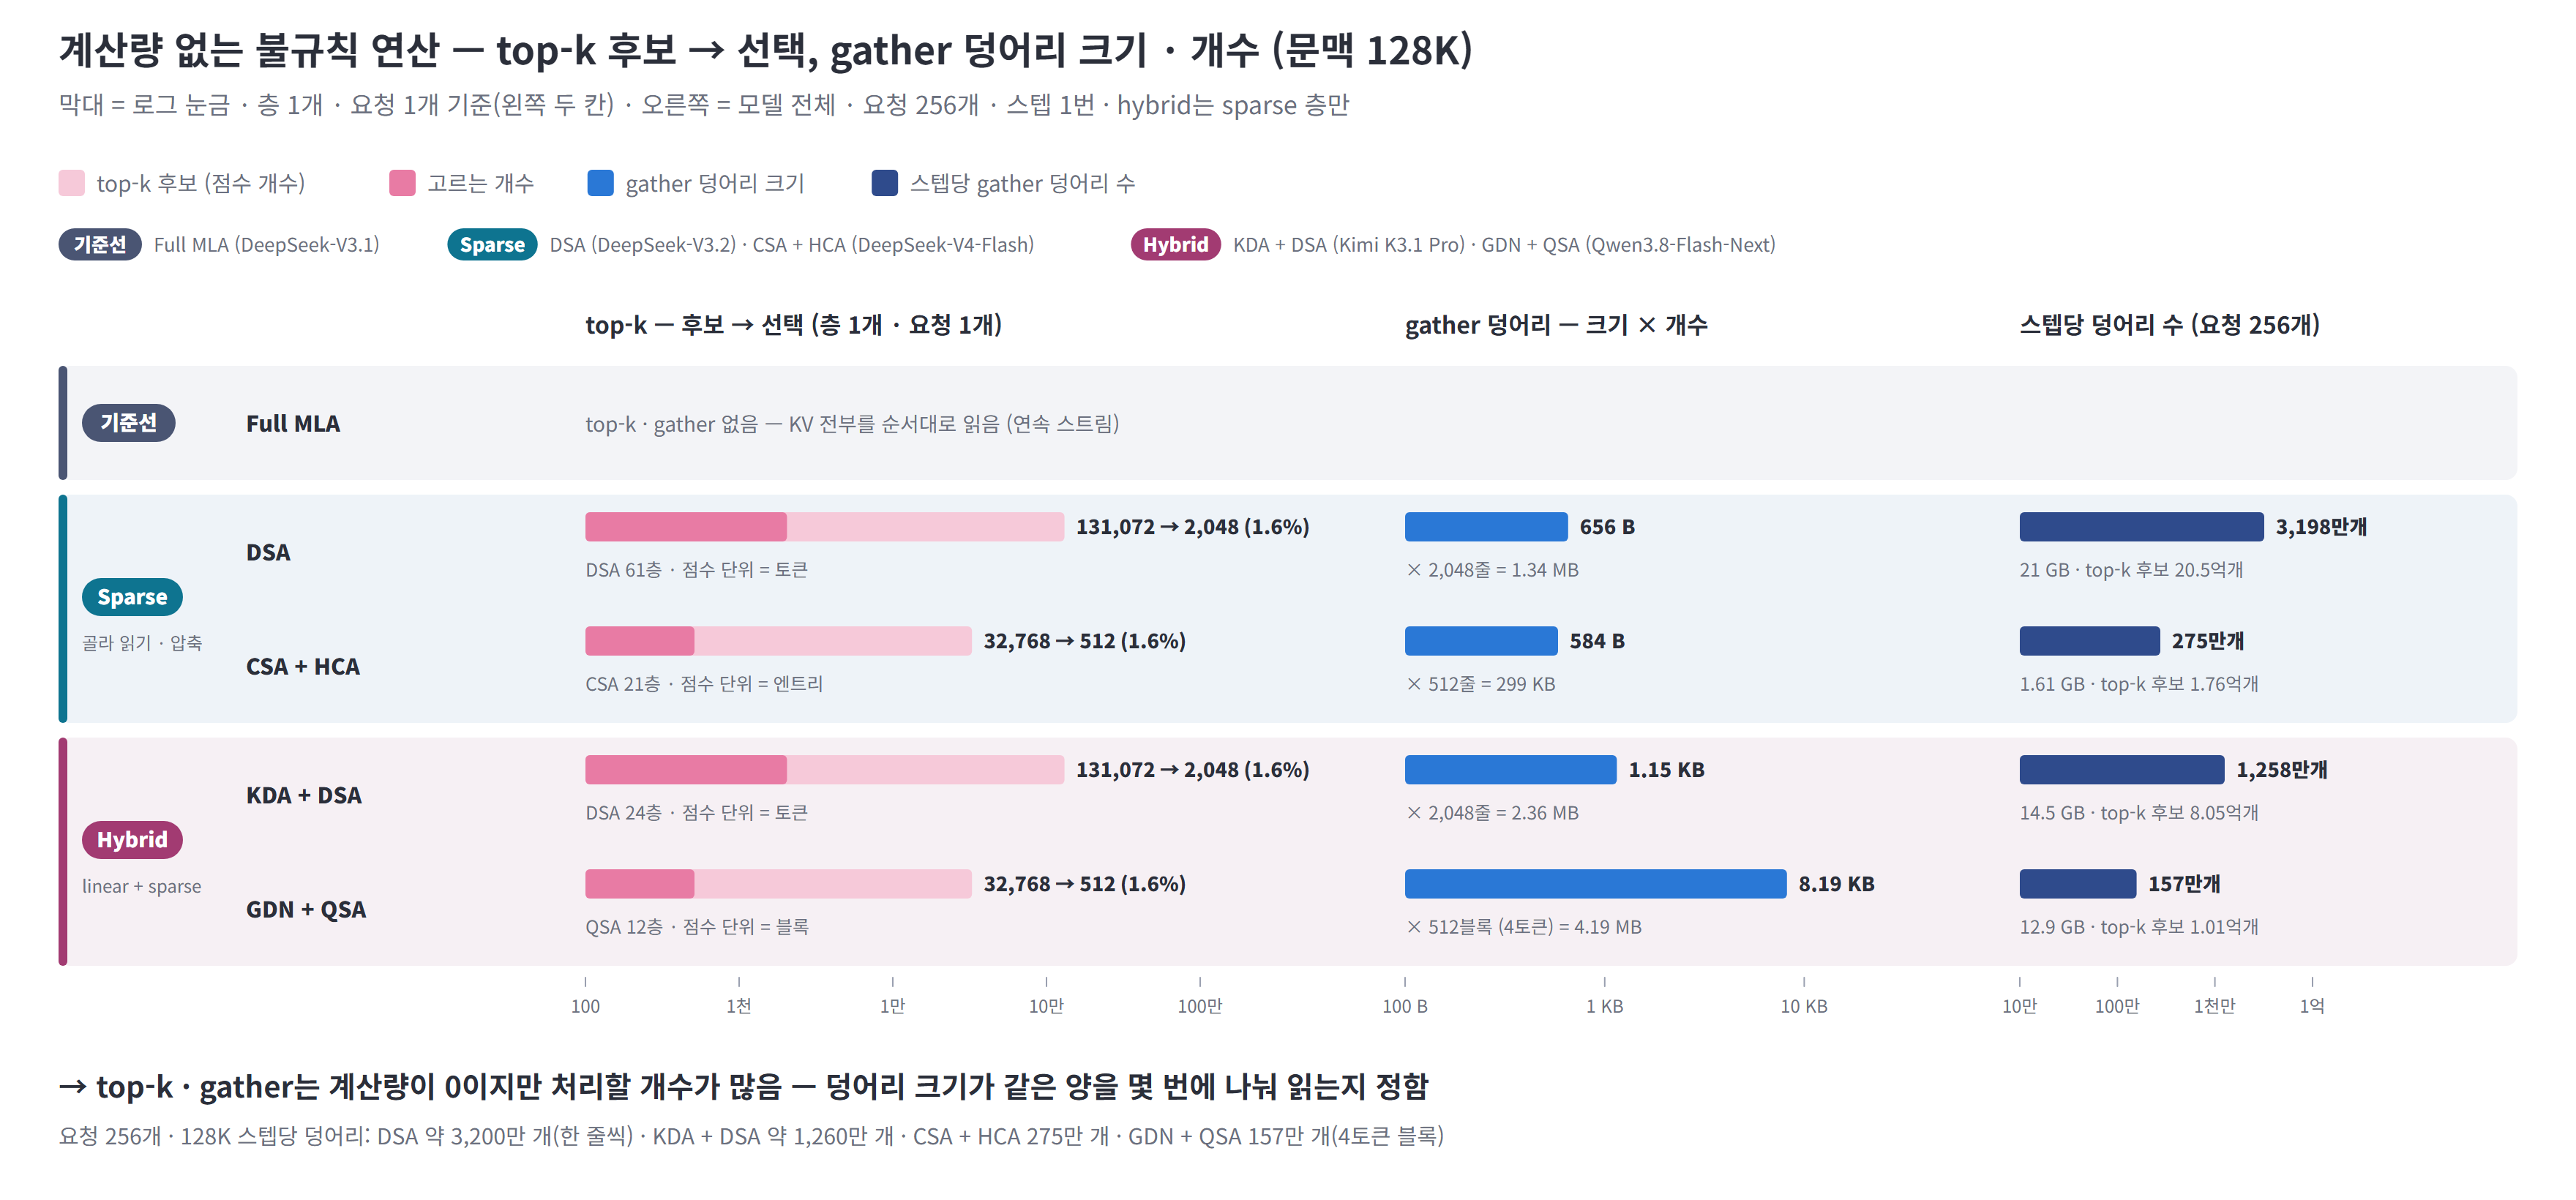 계산량 없는 불규칙 연산 — top-k 후보 → 선택, gather 덩어리 크기 · 개수 (문맥 128K)
막대 = 로그 눈금 · 층 1개 · 요청 1개 기준(왼쪽 두 칸) · 오른쪽 = 모델 전체 · 요청 256개 · 스텝 1번 · hybrid는 sparse 층만
top-k 후보 (점수 개수) 고르는 개수 gather 덩어리 크기 스텝당 gather 덩어리 수
기준선 Full MLA (DeepSeek-V3.1) Sparse DSA (DeepSeek-V3.2) · CSA + HCA (DeepSeek-V4-Flash) Hybrid KDA + DSA (Kimi K3.1 Pro) · GDN + QSA (Qwen3.8-Flash-Next)
top-k — 후보 → 선택 (층 1개 · 요청 1개) gather 덩어리 — 크기 × 개수 스텝당 덩어리 수 (요청 256개)
기준선 Full MLA top-k · gather 없음 — KV 전부를 순서대로 읽음 (연속 스트림)
Sparse
골라 읽기 · 압축
DSA 131,072 → 2,048 (1.6%) 656 B 3,198만개
DSA 61층 · 점수 단위 = 토큰 × 2,048줄 = 1.34 MB 21 GB · top-k 후보 20.5억개
CSA + HCA 32,768 → 512 (1.6%) 584 B 275만개
CSA 21층 · 점수 단위 = 엔트리 × 512줄 = 299 KB 1.61 GB · top-k 후보 1.76억개
Hybrid
linear + sparse
KDA + DSA 131,072 → 2,048 (1.6%) 1.15 KB 1,258만개
DSA 24층 · 점수 단위 = 토큰 × 2,048줄 = 2.36 MB 14.5 GB · top-k 후보 8.05억개
GDN + QSA 32,768 → 512 (1.6%) 8.19 KB 157만개
QSA 12층 · 점수 단위 = 블록 × 512블록 (4토큰) = 4.19 MB 12.9 GB · top-k 후보 1.01억개
100 1천 1만 10만 100만 100 B 1 KB 10 KB 10만 100만 1천만 1억
→ top-k · gather는 계산량이 0이지만 처리할 개수가 많음 — 덩어리 크기가 같은 양을 몇 번에 나눠 읽는지 정함
요청 256개 · 128K 스텝당 덩어리: DSA 약 3,200만 개(한 줄씩) · KDA + DSA 약 1,260만 개 · CSA + HCA 275만 개 · GDN + QSA 157만 개(4토큰 블록)